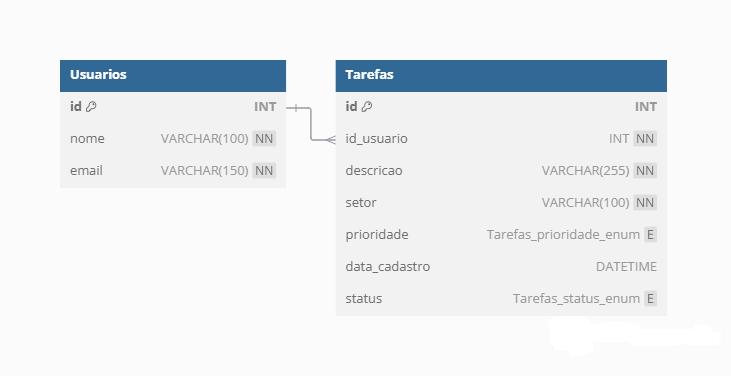 Usuarios
id INT
nome VARCHAR(100) NN
email VARCHAR(150) NN
Tarefas
id INT
id_usuario INT NN
descricao VARCHAR(255) NN
setor VARCHAR(100) NN
prioridade Tarefas_prioridade_enum E
data_cadastro DATETIME
status Tarefas_status_enum E